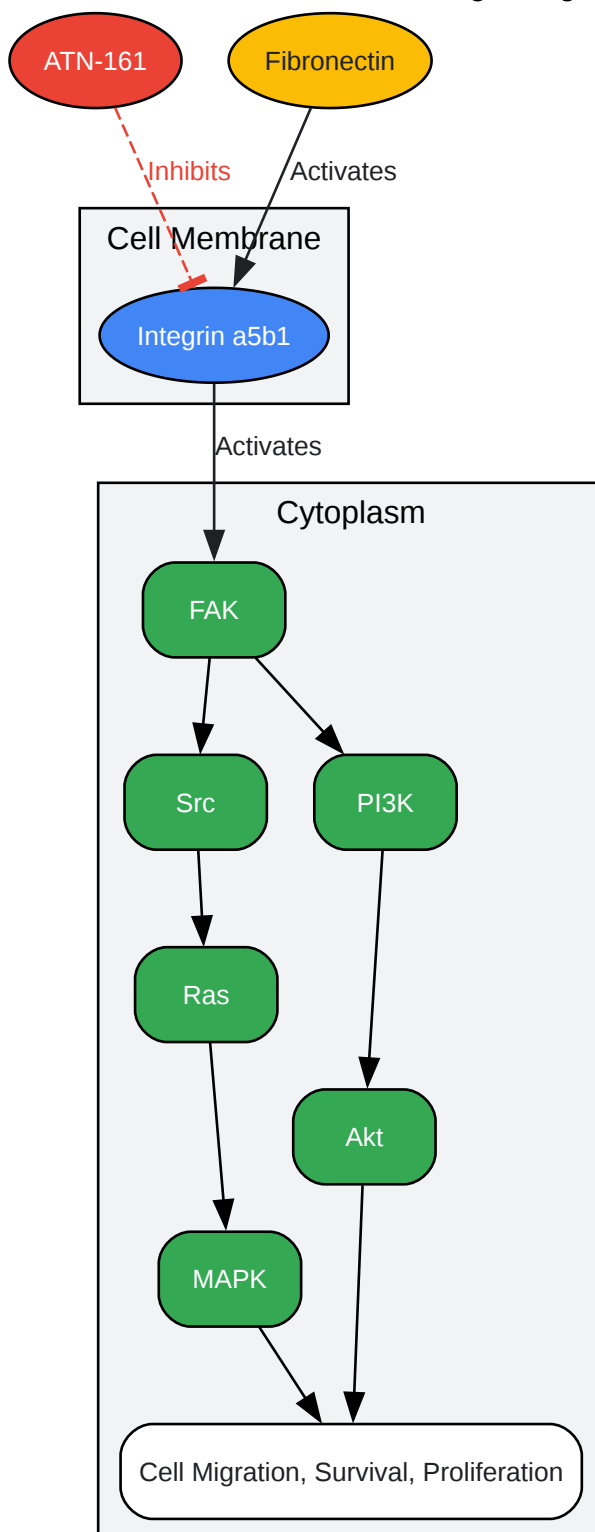 ATN-161
Fibronectin
Inhibits
Activates
Cell Membrane
Integrin a5b1
Activates
Cytoplasm
FAK
Src
PI3K
Ras
Akt
MAPK
Cell Migration, Survival, Proliferation